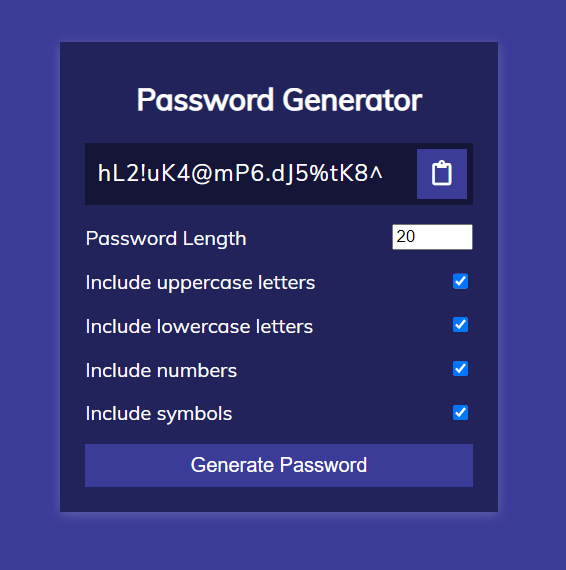 Password Generator
hL2!uK4@mP6.dJ5%tK8^
Password Length 20
Include uppercase letters
Include lowercase letters
Include numbers
Include symbols
Generate Password